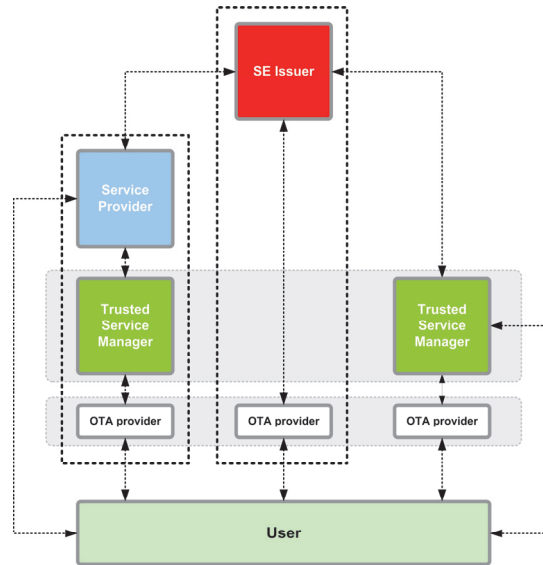 SE Issuer
Service
Provider
Trusted
Service
Manager
Trusted
Service
Manager
OTA provider
OTA provider
OTA provider
User